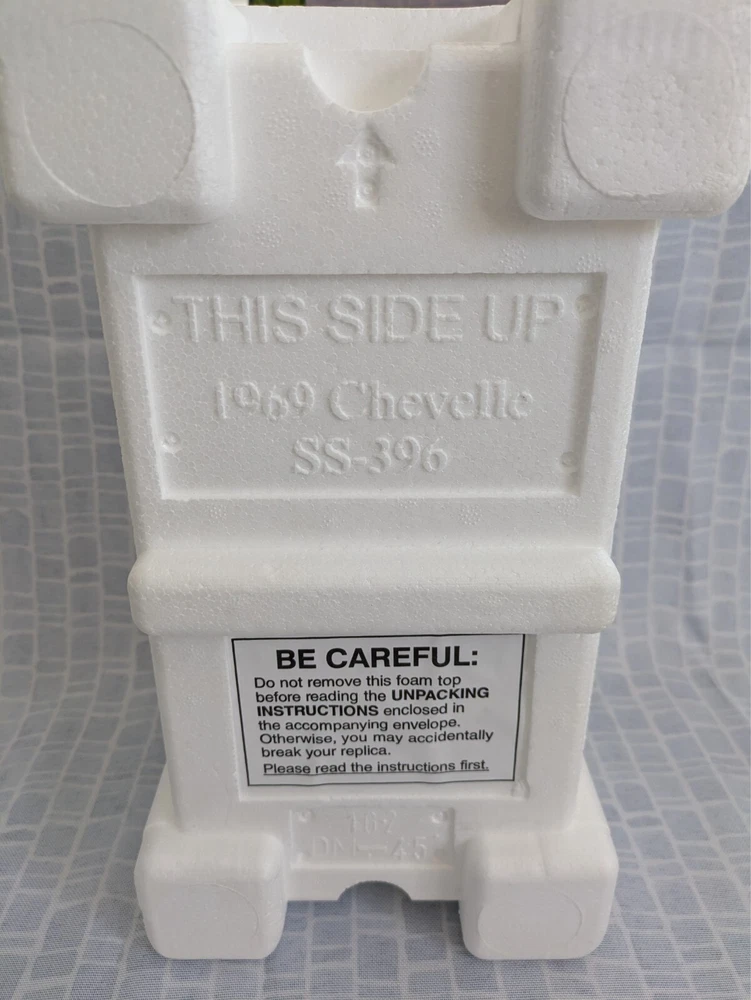 THIS SIDE UP
1969 Chevelle
SS-396
BE CAREFUL:
Do not remove this foam top
before reading the UNPACKING
INSTRUCTIONS enclosed in
the accompanying envelope.
Otherwise, you may accidentally
break your replica.
Please read the instructions first.